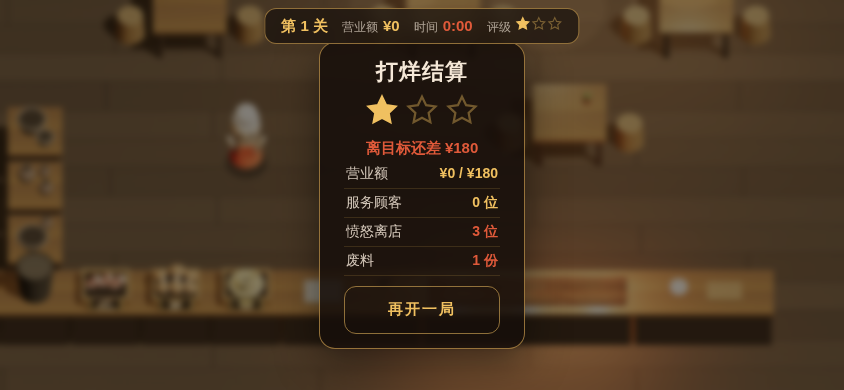 第 1 关 营业额 ¥0 时间 0:00 评级
打烊结算
离目标还差 ¥180
营业额 ¥0 / ¥180
服务顾客 0 位
愤怒离店 3 位
废料 1 份
再开一局